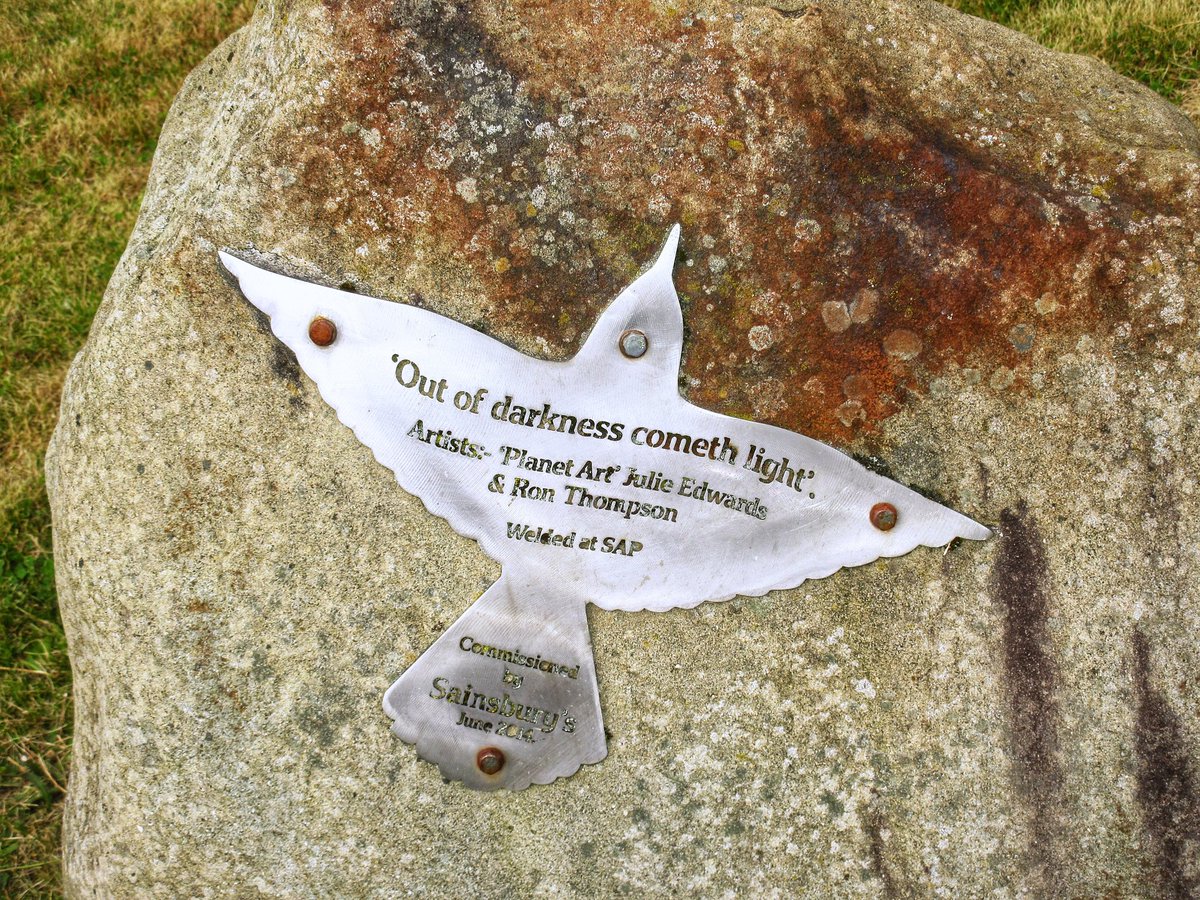 ‘Out of darkness cometh light’.
Artists:- ‘Planet Art’ Julie Edwards
& Ron Thompson
Welded at SAP
Commissioned
by
Sainsbury's
June 2014.